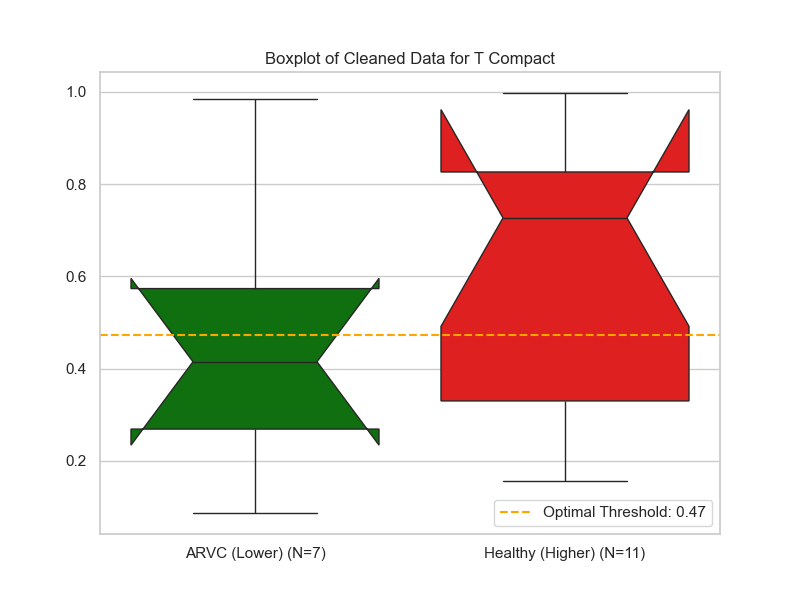 Boxplot of Cleaned Data for T Compact
1.0
0.8
0.6
0.4
0.2
Optimal Threshold: 0.47
ARVC (Lower) (N=7)
Healthy (Higher) (N=11)